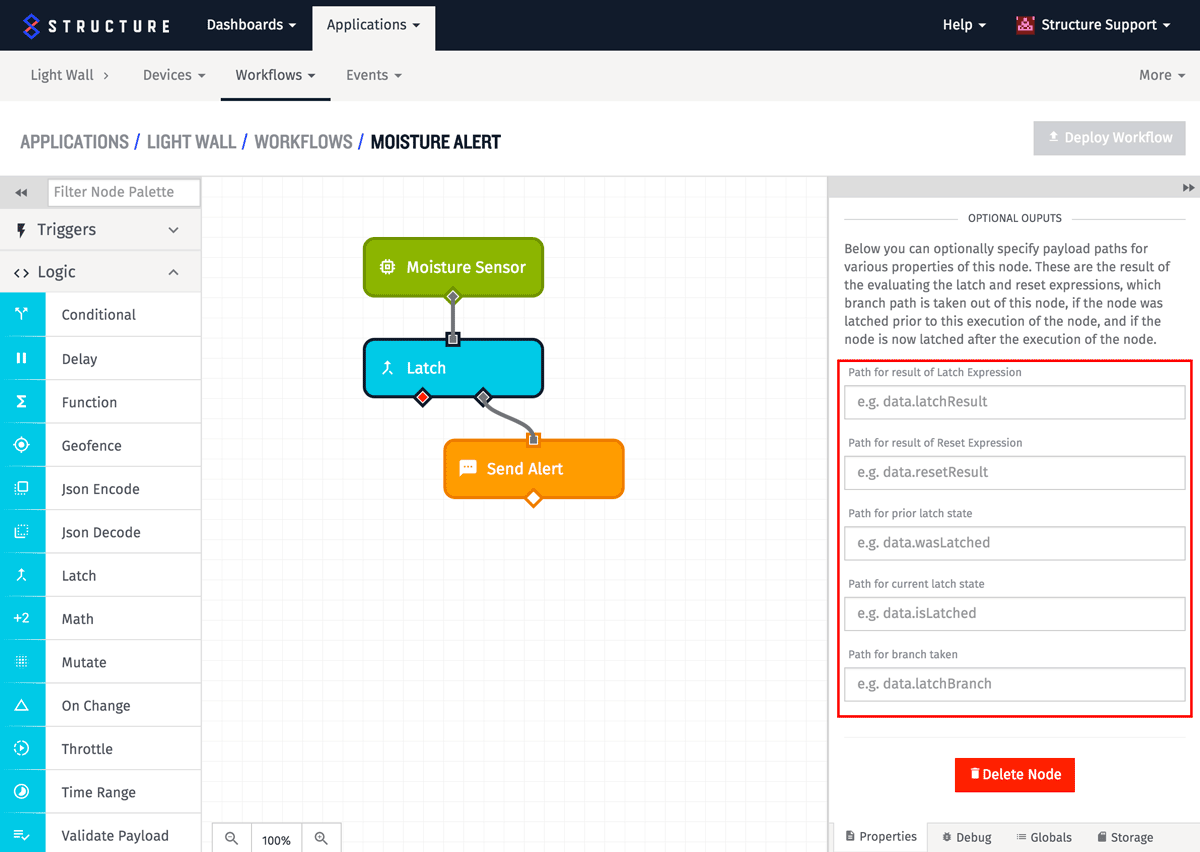 STRUCTURE
Dashboards
Applications
Help
Structure Support
Light Wall
Devices
Workflows
Events
More
APPLICATIONS / LIGHT WALL / WORKFLOWS / MOISTURE ALERT
Deploy Workflow
Filter Node Palette
Triggers
Logic
Conditional
Delay
Function
Geofence
Json Encode
Json Decode
Latch
+2 Math
Mutate
On Change
Throttle
Time Range
Validate Payload
Moisture Sensor
Latch
Send Alert
100%
OPTIONAL OUPUTS
Below you can optionally specify payload paths for
various properties of this node. These are the result of
the evaluating the latch and reset expressions, which
branch path is taken out of this node, if the node was
latched prior to this execution of the node, and if the
node is now latched after the execution of the node.
Path for result of Latch Expression
e.g. data.latchResult
Path for result of Reset Expression
e.g. data.resetResult
Path for prior latch state
e.g. data.wasLatched
Path for current latch state
e.g. data.isLatched
Path for branch taken
e.g. data.latchBranch
Delete Node
Properties
Debug
Globals
Storage